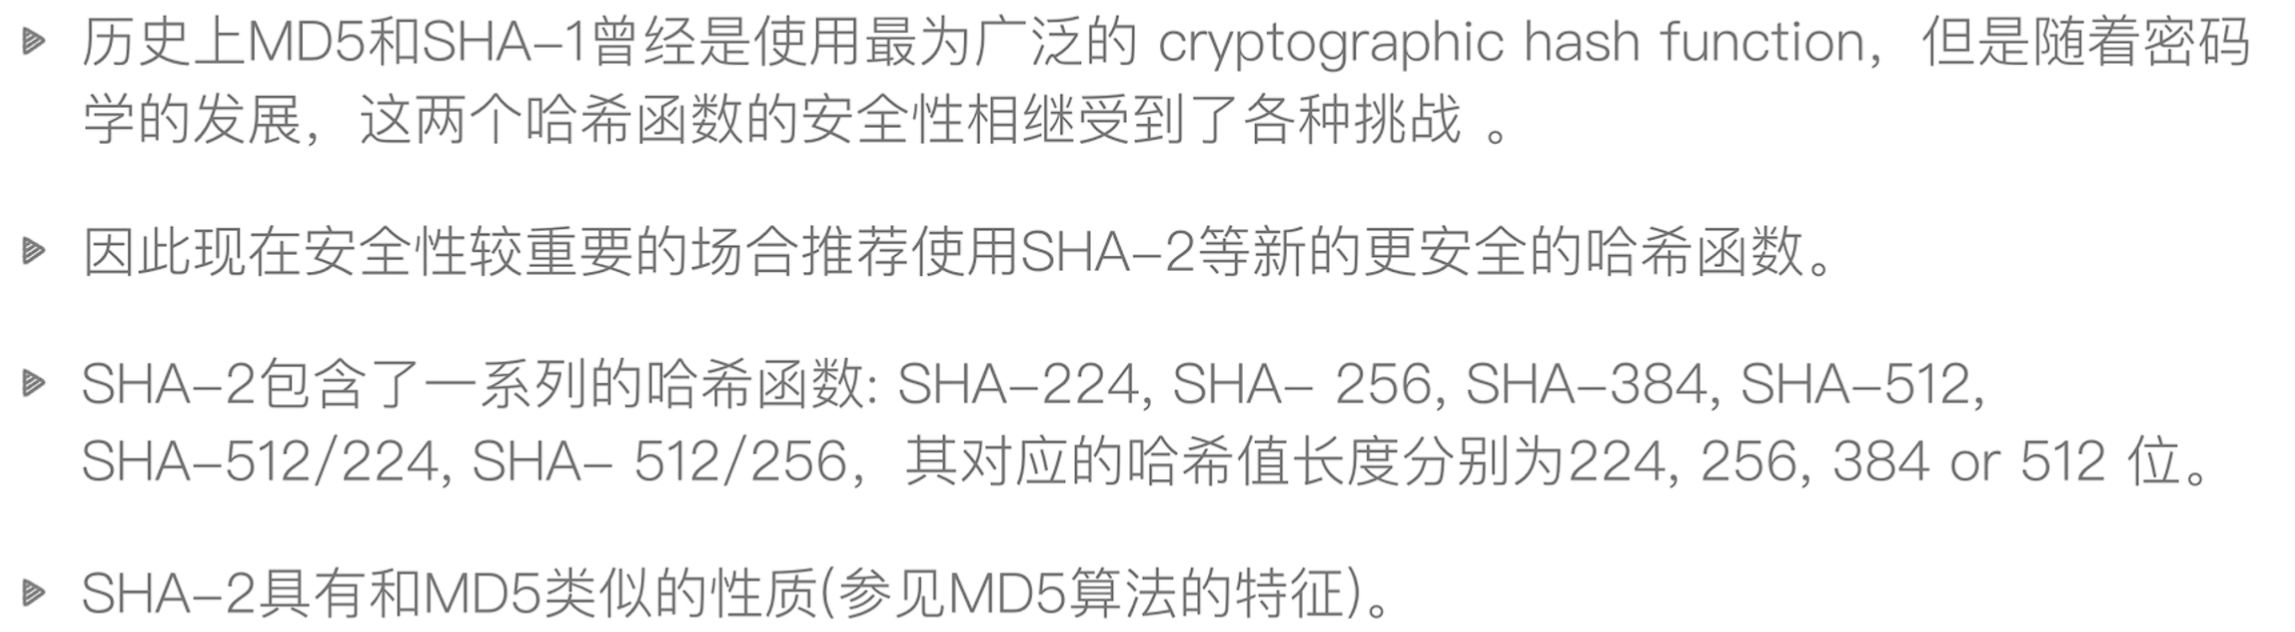 历史上MD5和SHA-1曾经是使用最为广泛的 cryptographic hash function，但是随着密码
学的发展，这两个哈希函数的安全性相继受到了各种挑战 。
因此现在安全性较重要的场合推荐使用SHA-2等新的更安全的哈希函数。
SHA-2包含了一系列的哈希函数: SHA-224, SHA- 256, SHA-384, SHA-512,
SHA-512/224, SHA- 512/256，其对应的哈希值长度分别为224, 256, 384 or 512 位。
SHA-2具有和MD5类似的性质(参见MD5算法的特征)。